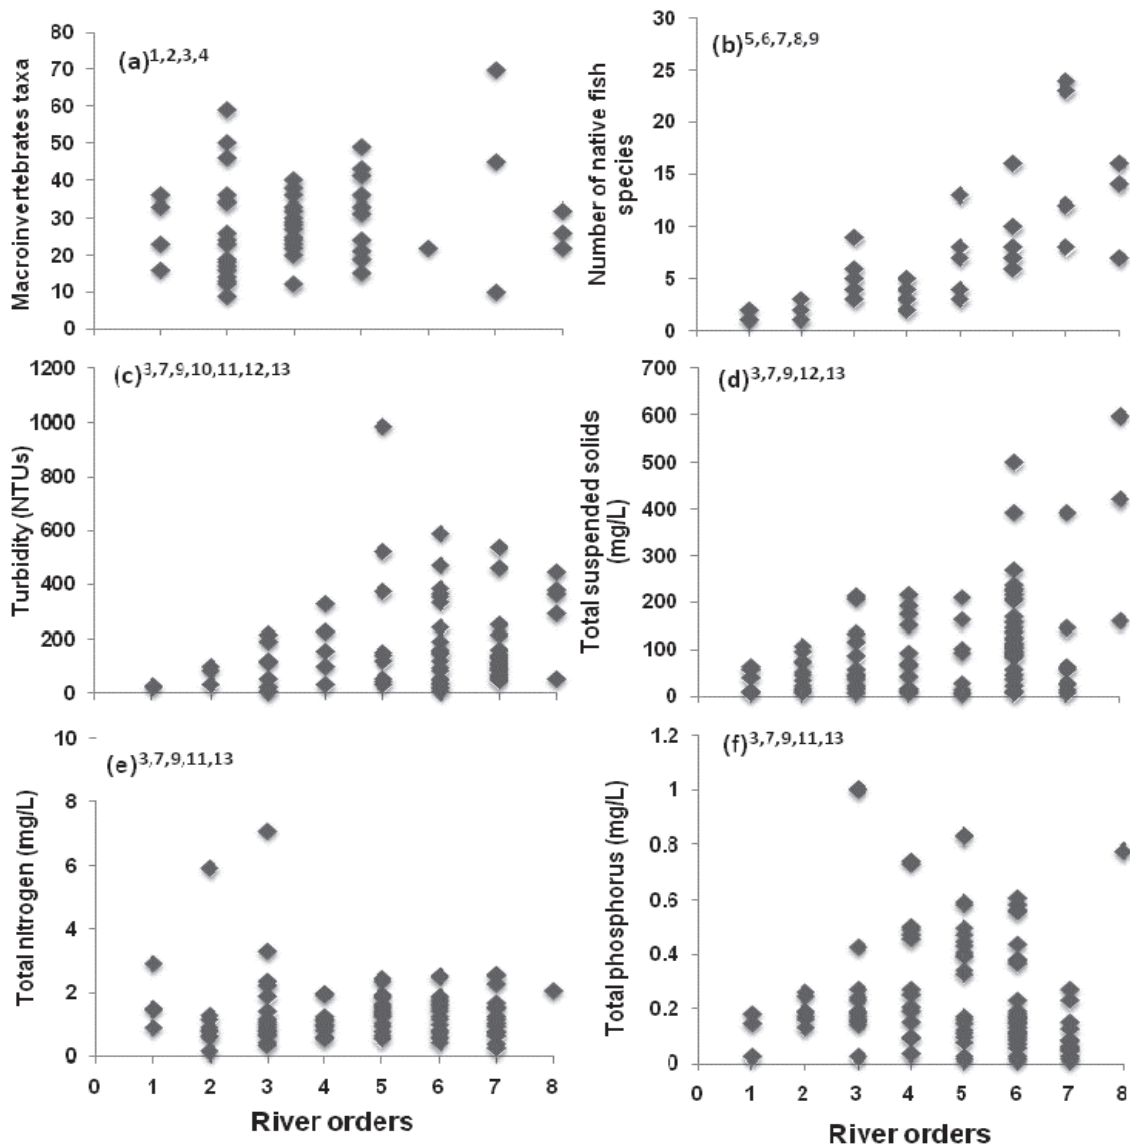 (a)1,2,3,4
Macroinvertebrates taxa
80
70
60
50
40
30
20
10
0
(b)5,6,7,8,9
Number of native fish
species
30
25
20
15
10
5
0
(c)3,7,9,10,11,12,13
Turbidity (NTUs)
1200
1000
800
600
400
200
0
(d)3,7,9,12,13
Total suspended solids
(mg/L)
700
600
500
400
300
200
100
0
(e)3,7,9,11,13
Total nitrogen (mg/L)
10
8
6
4
2
0
0 1 2 3 4 5 6 7 8
River orders
(f)3,7,9,11,13
Total phosphorus (mg/L)
1.2
1
0.8
0.6
0.4
0.2
0
0 1 2 3 4 5 6 7 8
River orders